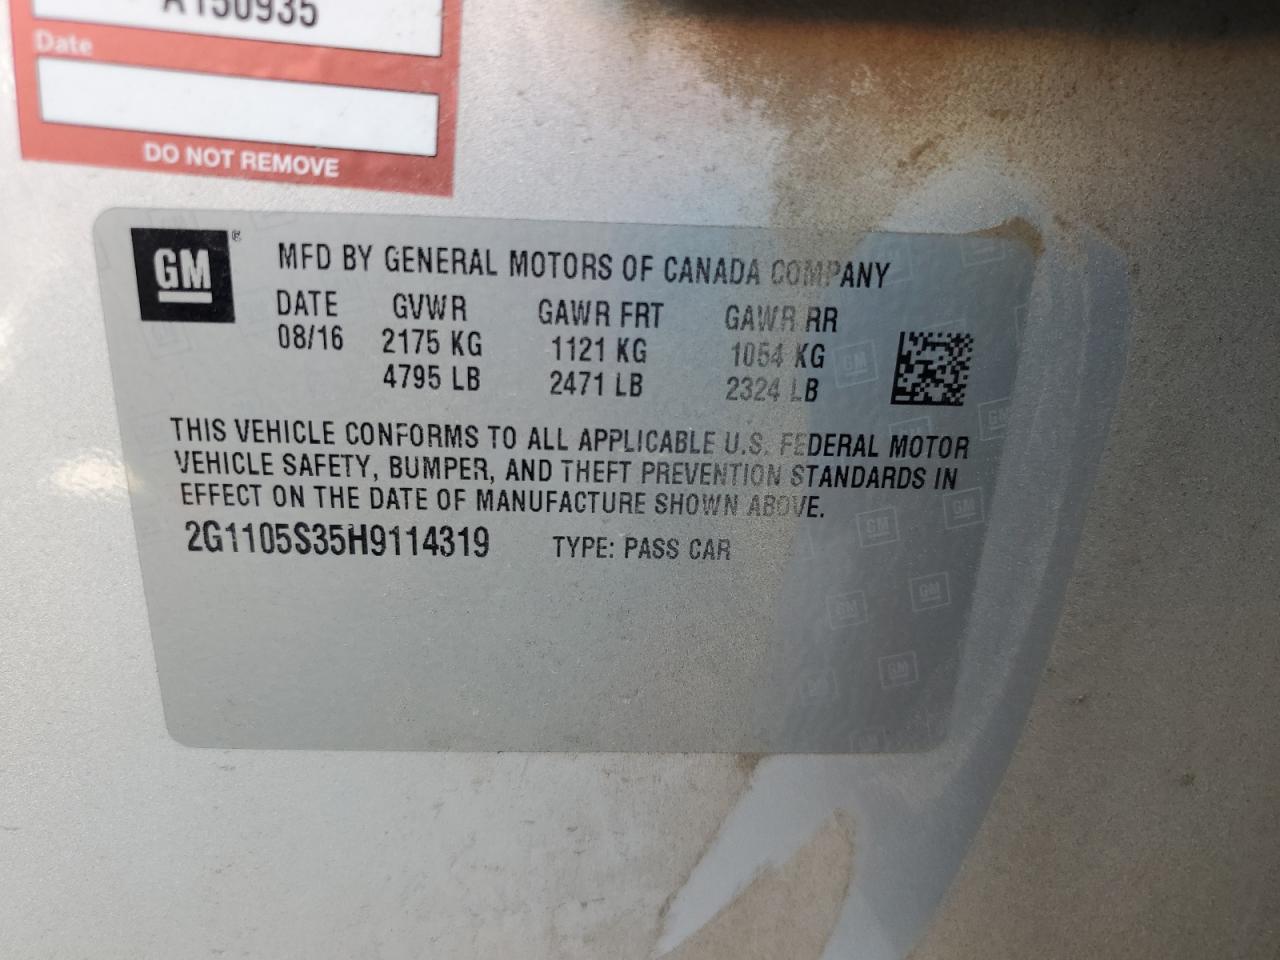 A150935
Date
DO NOT REMOVE
GM®
MFD BY GENERAL MOTORS OF CANADA COMPANY
DATE GVWR GAWR FRT GAWR RR
08/16 2175 KG 1121 KG 1054 KG
4795 LB 2471 LB 2324 LB
THIS VEHICLE CONFORMS TO ALL APPLICABLE U.S. FEDERAL MOTOR
VEHICLE SAFETY, BUMPER, AND THEFT PREVENTION STANDARDS IN
EFFECT ON THE DATE OF MANUFACTURE SHOWN ABOVE.
2G1105S35H9114319 TYPE: PASS CAR